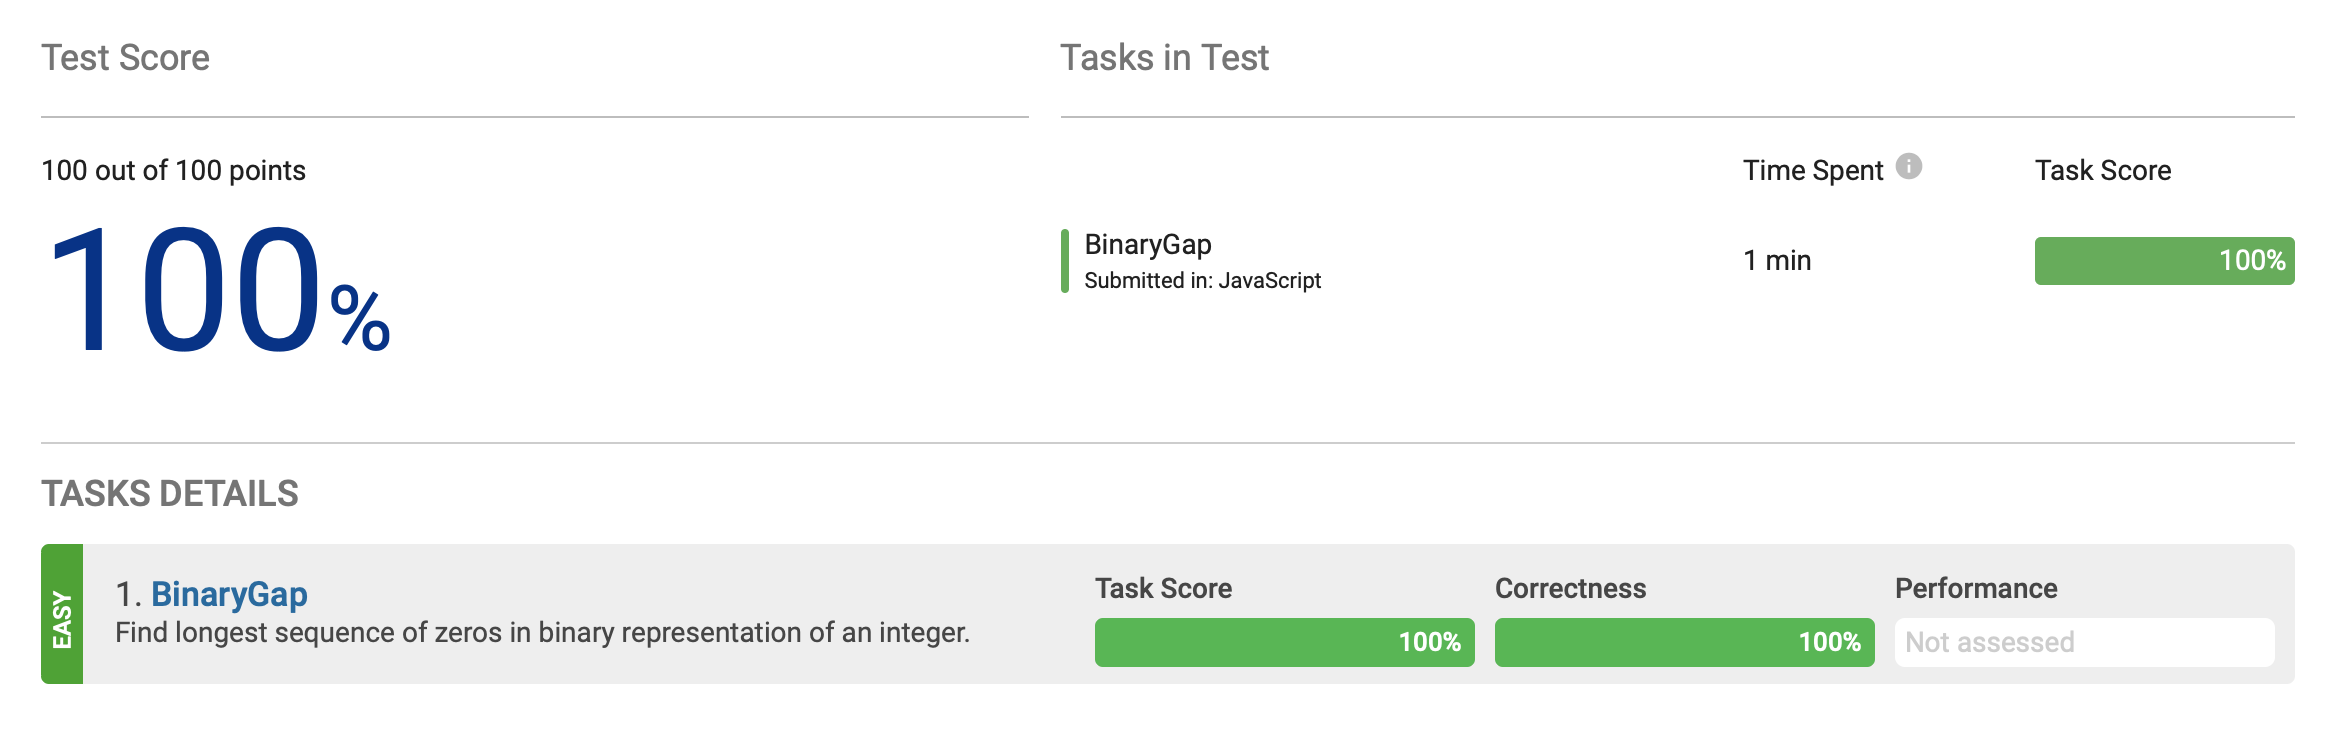 Test Score
100 out of 100 points
100%
Tasks in Test
Time Spent i
Task Score
BinaryGap
Submitted in: JavaScript
1 min
100%
TASKS DETAILS
EASY
1. BinaryGap
Find longest sequence of zeros in binary representation of an integer.
Task Score
100%
Correctness
100%
Performance
Not assessed